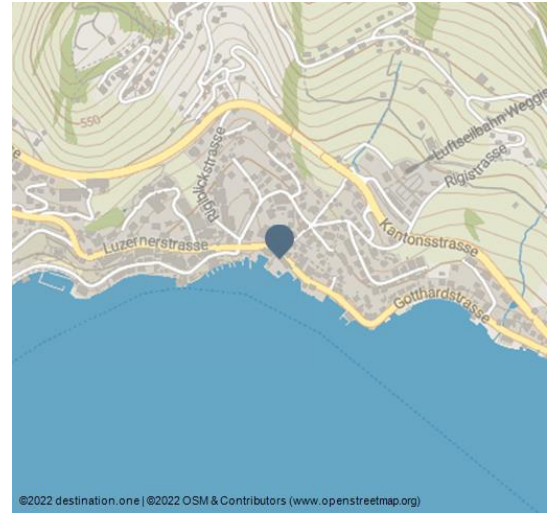 550
Luftseilbahn Weggis
Rigistrasse
Rigiblickstrasse
Kantonsstrasse
Luzernerstrasse
Gotthardstrasse
©2022 destination.one | ©2022 OSM & Contributors (www.openstreetmap.org)